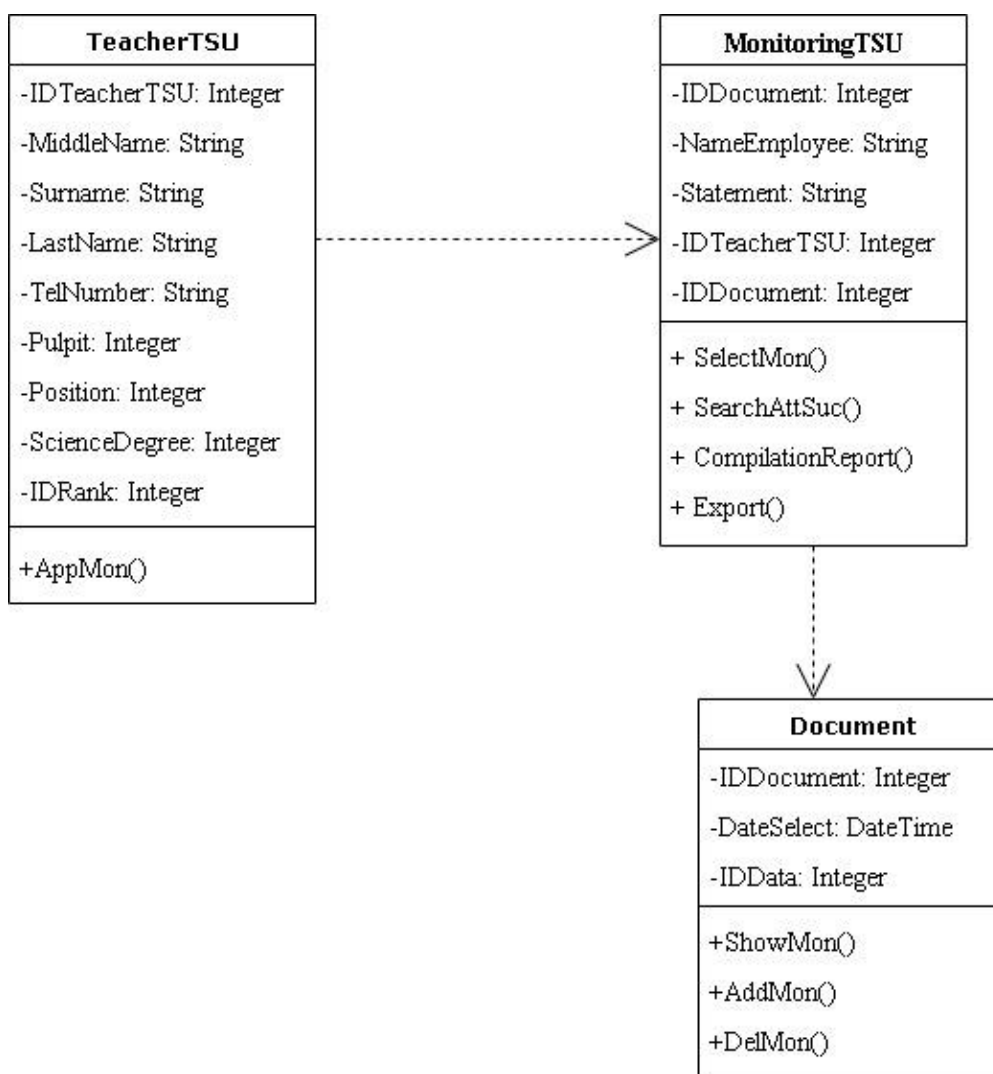 TeacherTSU
-IDTeacherTSU: Integer
-MiddleName: String
-Surname: String
-LastName: String
-TelNumber: String
-Pulpit: Integer
-Position: Integer
-ScienceDegree: Integer
-IDRank: Integer
+AppMon()
MonitoringTSU
-IDDocument: Integer
-NameEmployee: String
-Statement: String
-IDTeacherTSU: Integer
-IDDocument: Integer
+ SelectMon()
+ SearchAttSuc()
+ CompilationReport()
+ Export()
Document
-IDDocument: Integer
-DateSelect: DateTime
-IDData: Integer
+ShowMon()
+AddMon()
+DelMon()